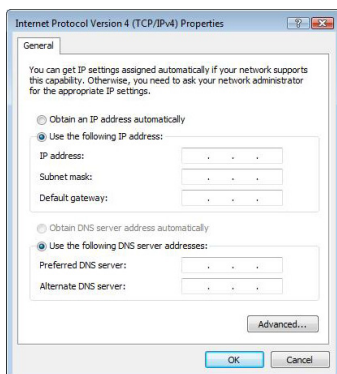 Internet Protocol Version 4 (TCP/IPv4) Properties
General
You can get IP settings assigned automatically if your network supports
this capability. Otherwise, you need to ask your network administrator
for the appropriate IP settings.
Obtain an IP address automatically
Use the following IP address:
IP address:
Subnet mask:
Default gateway:
Obtain DNS server address automatically
Use the following DNS server addresses:
Preferred DNS server:
Alternate DNS server:
Advanced...
OK Cancel